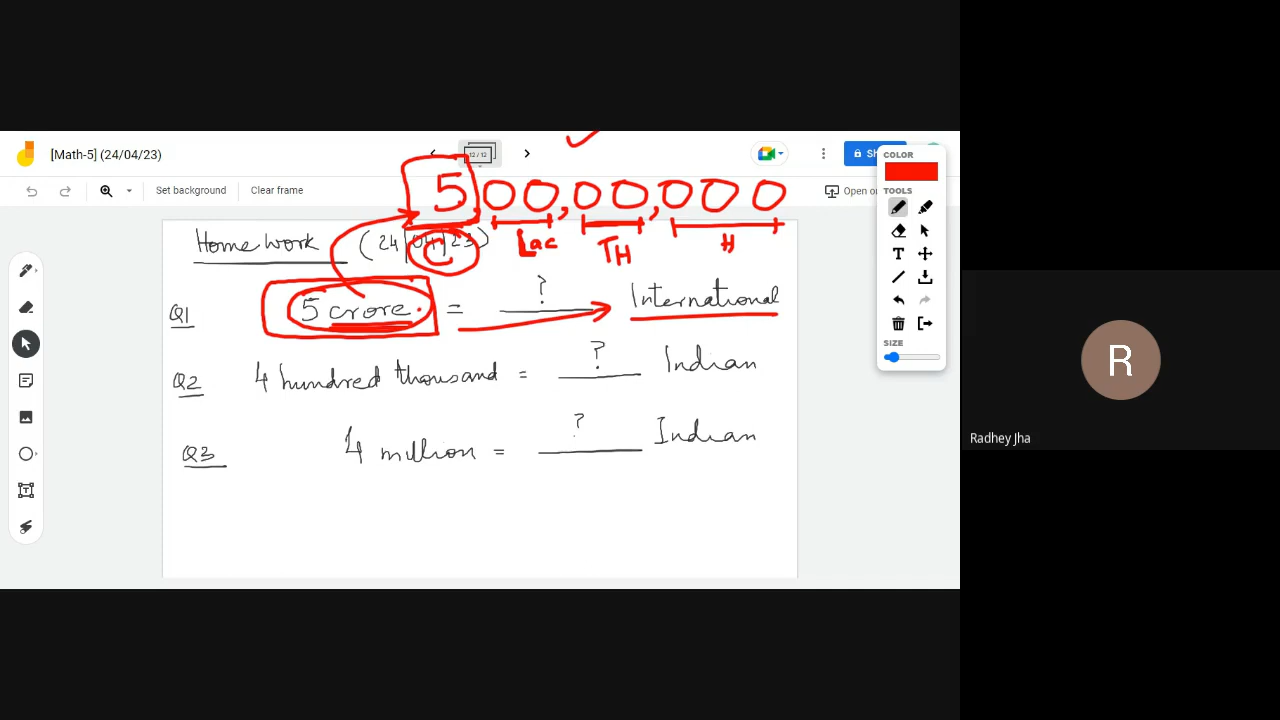 [Math-5] (24/04/23)
12 / 12
Set background
Clear frame
COLOR
TOOLS
SIZE
5 00,00,000
Lac TH H
C
Home work (24/04/23)
Q1 5 crore. = ? International
Q2 4 hundred thousand = ? Indian
Q3 4 million = ? Indian
R
Radhey Jha